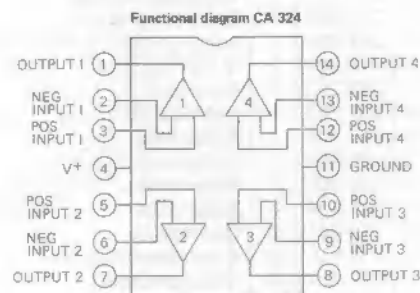 Functional diagram CA 324
OUTPUT 1 1
NEG INPUT 1 2
POS INPUT 1 3
V+ 4
POS INPUT 2 5
NEG INPUT 2 6
OUTPUT 2 7
1
4
2
3
14 OUTPUT 4
13 NEG INPUT 4
12 POS INPUT 4
11 GROUND
10 POS INPUT 3
9 NEG INPUT 3
8 OUTPUT 3